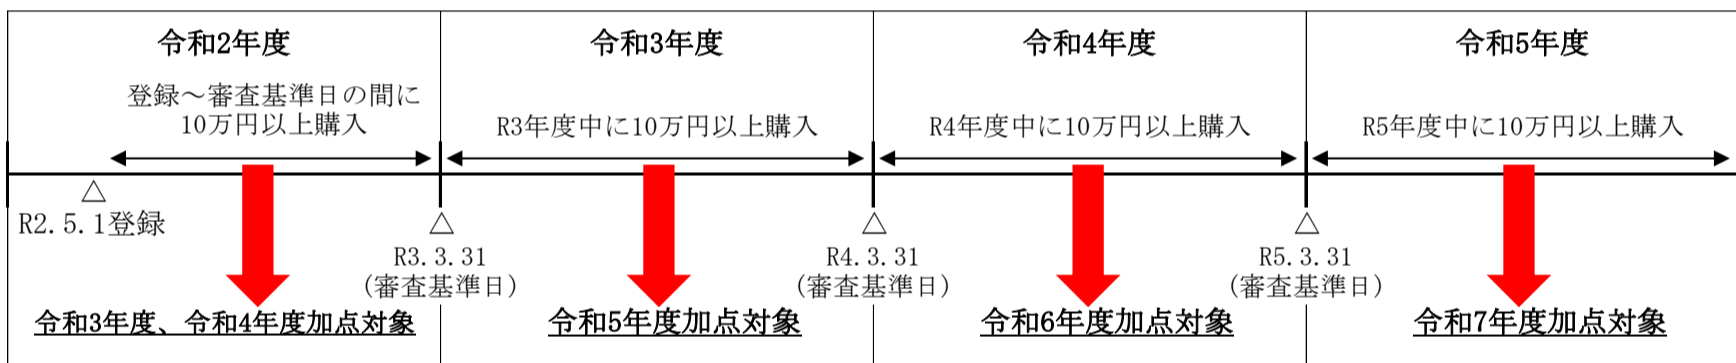 令和2年度
登録～審査基準日の間に
10万円以上購入
R2.5.1登録
△
令和3年度、令和4年度加点対象
令和3年度
R3年度中に10万円以上購入
△
R3.3.31
(審査基準日)
令和5年度加点対象
令和4年度
R4年度中に10万円以上購入
△
R4.3.31
(審査基準日)
令和6年度加点対象
令和5年度
R5年度中に10万円以上購入
△
R5.3.31
(審査基準日)
令和7年度加点対象